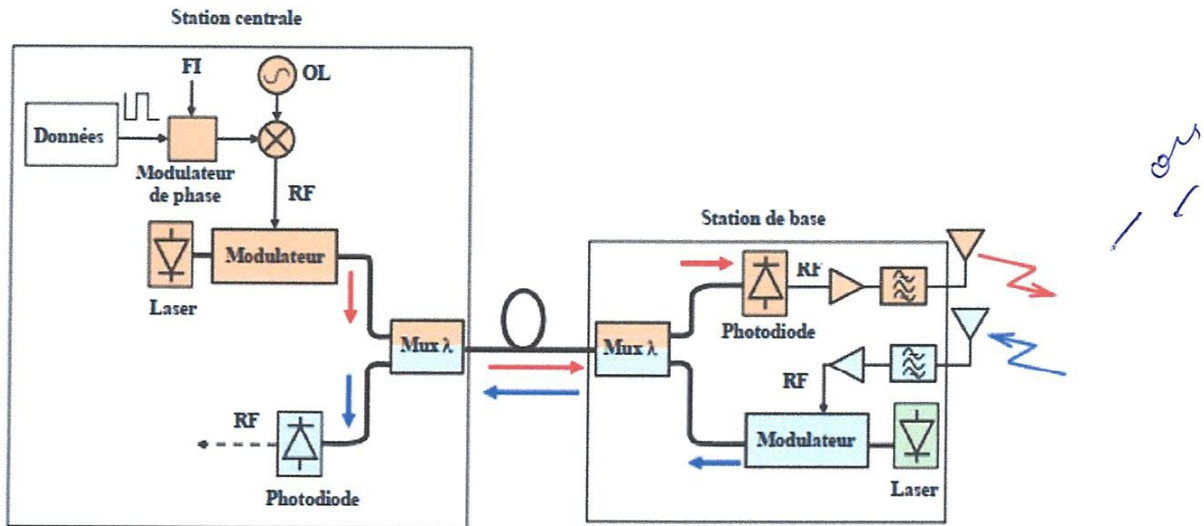 Station centrale
FI
OL
Données
Modulateur
de phase
RF
Laser
Modulateur
Mux λ
RF
Photodiode
Station de base
Mux λ
RF
Photodiode
RF
Modulateur
Laser